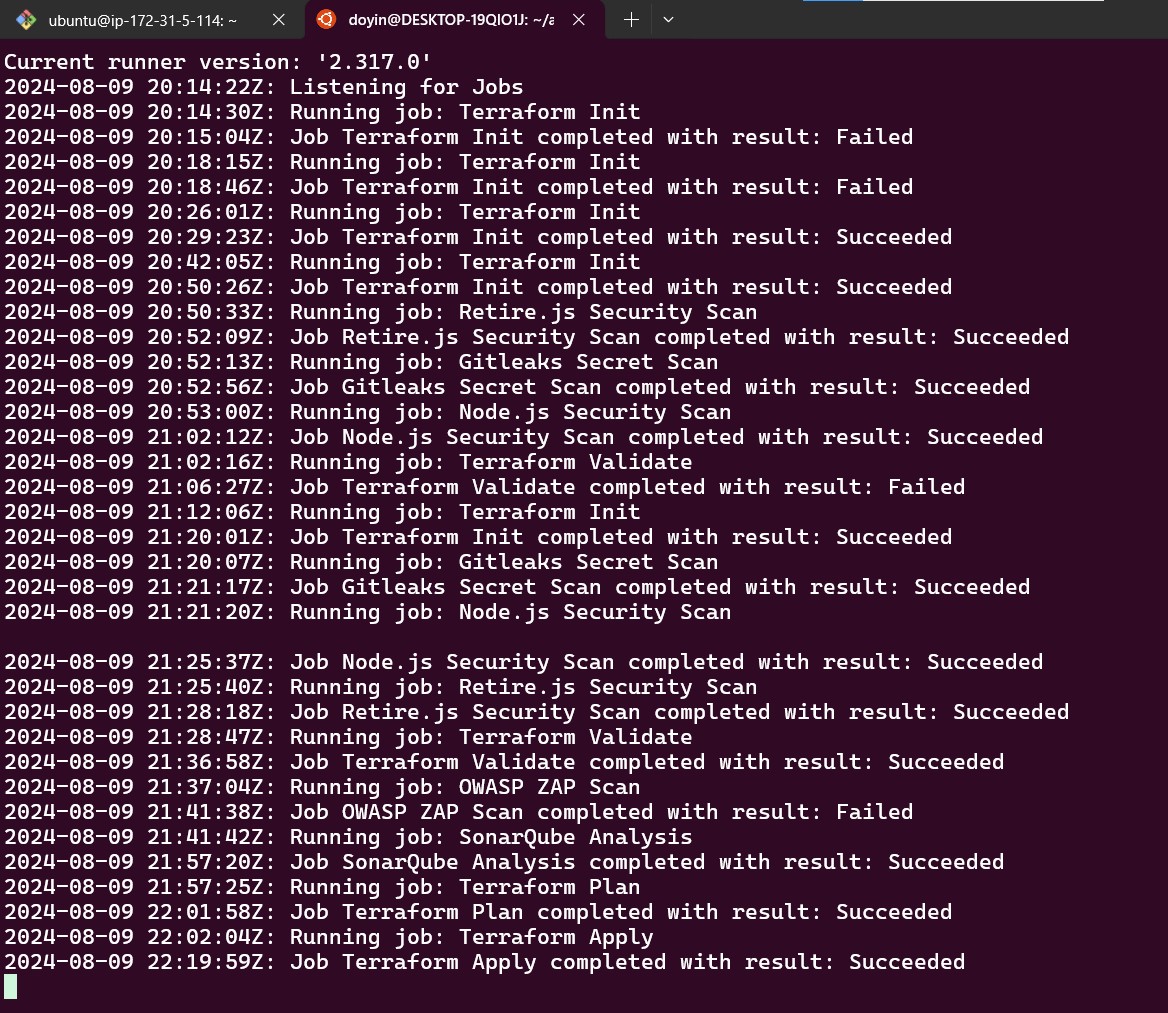 ubuntu@ip-172-31-5-114: ~
doyin@DESKTOP-19QIO1J: ~/a
Current runner version: '2.317.0'
2024-08-09 20:14:22Z: Listening for Jobs
2024-08-09 20:14:30Z: Running job: Terraform Init
2024-08-09 20:15:04Z: Job Terraform Init completed with result: Failed
2024-08-09 20:18:15Z: Running job: Terraform Init
2024-08-09 20:18:46Z: Job Terraform Init completed with result: Failed
2024-08-09 20:26:01Z: Running job: Terraform Init
2024-08-09 20:29:23Z: Job Terraform Init completed with result: Succeeded
2024-08-09 20:42:05Z: Running job: Terraform Init
2024-08-09 20:50:26Z: Job Terraform Init completed with result: Succeeded
2024-08-09 20:50:33Z: Running job: Retire.js Security Scan
2024-08-09 20:52:09Z: Job Retire.js Security Scan completed with result: Succeeded
2024-08-09 20:52:13Z: Running job: Gitleaks Secret Scan
2024-08-09 20:52:56Z: Job Gitleaks Secret Scan completed with result: Succeeded
2024-08-09 20:53:00Z: Running job: Node.js Security Scan
2024-08-09 21:02:12Z: Job Node.js Security Scan completed with result: Succeeded
2024-08-09 21:02:16Z: Running job: Terraform Validate
2024-08-09 21:06:27Z: Job Terraform Validate completed with result: Failed
2024-08-09 21:12:06Z: Running job: Terraform Init
2024-08-09 21:20:01Z: Job Terraform Init completed with result: Succeeded
2024-08-09 21:20:07Z: Running job: Gitleaks Secret Scan
2024-08-09 21:21:17Z: Job Gitleaks Secret Scan completed with result: Succeeded
2024-08-09 21:21:20Z: Running job: Node.js Security Scan
2024-08-09 21:25:37Z: Job Node.js Security Scan completed with result: Succeeded
2024-08-09 21:25:40Z: Running job: Retire.js Security Scan
2024-08-09 21:28:18Z: Job Retire.js Security Scan completed with result: Succeeded
2024-08-09 21:28:47Z: Running job: Terraform Validate
2024-08-09 21:36:58Z: Job Terraform Validate completed with result: Succeeded
2024-08-09 21:37:04Z: Running job: OWASP ZAP Scan
2024-08-09 21:41:38Z: Job OWASP ZAP Scan completed with result: Failed
2024-08-09 21:41:42Z: Running job: SonarQube Analysis
2024-08-09 21:57:20Z: Job SonarQube Analysis completed with result: Succeeded
2024-08-09 21:57:25Z: Running job: Terraform Plan
2024-08-09 22:01:58Z: Job Terraform Plan completed with result: Succeeded
2024-08-09 22:02:04Z: Running job: Terraform Apply
2024-08-09 22:19:59Z: Job Terraform Apply completed with result: Succeeded